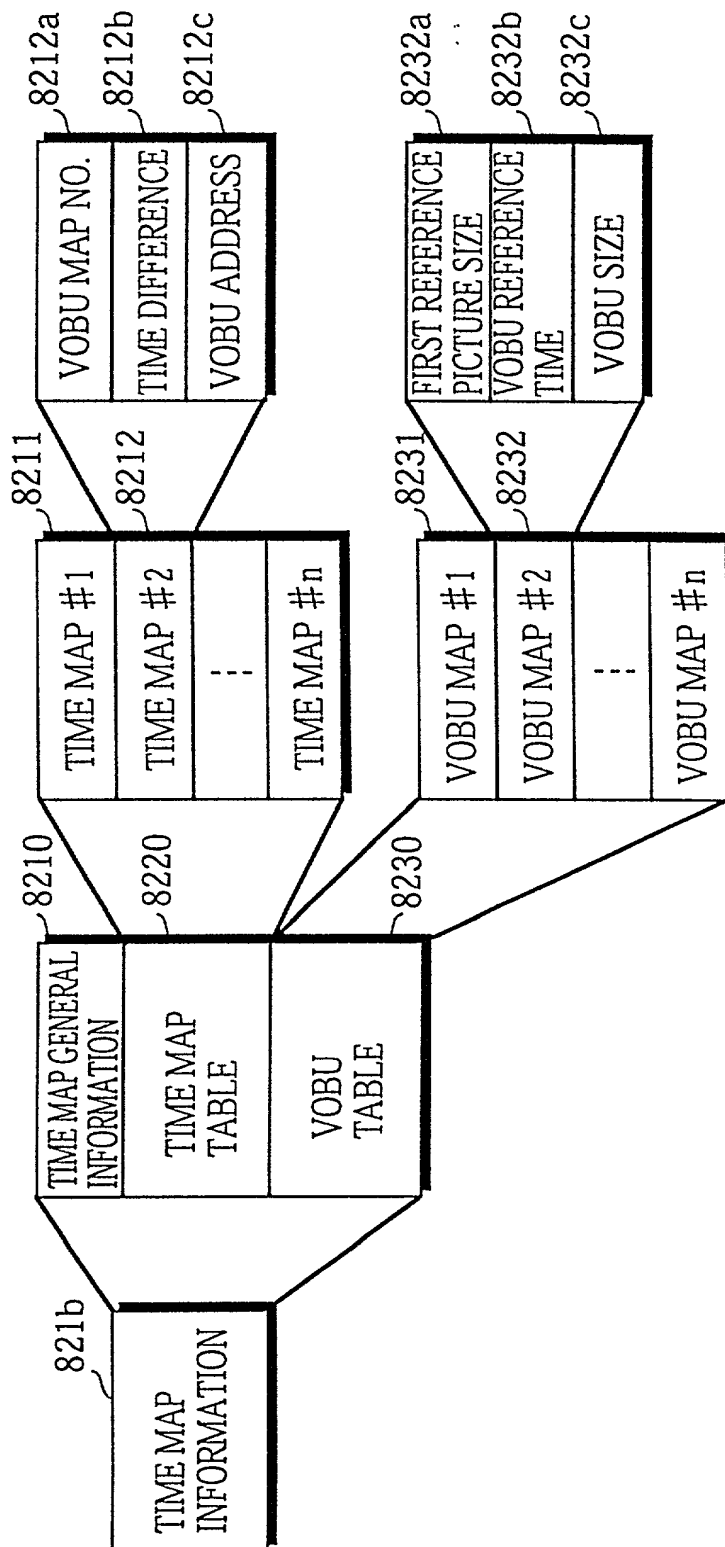 821b
TIME MAP
INFORMATION
8210
TIME MAP GENERAL
INFORMATION
8220
TIME MAP
TABLE
8230
VOBU
TABLE
8211
TIME MAP #1
8212
TIME MAP #2
TIME MAP #n
8231
VOBU MAP #1
8232
VOBU MAP #2
VOBU MAP #n
8212a
VOBU MAP NO.
8212b
TIME DIFFERENCE
8212c
VOBU ADDRESS
8232a
FIRST REFERENCE
PICTURE SIZE
8232b
VOBU REFERENCE
TIME
8232c
VOBU SIZE